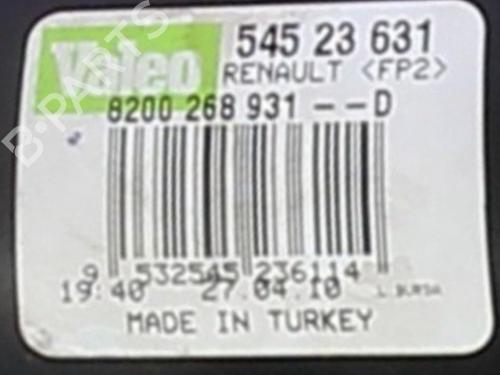 Valeo
545 23 631
RENAULT <FP2>
8200 268 931 -- D
9 532545 236114
19:40 27.04.10 L. BURSA
MADE IN TURKEY
B-PARTS